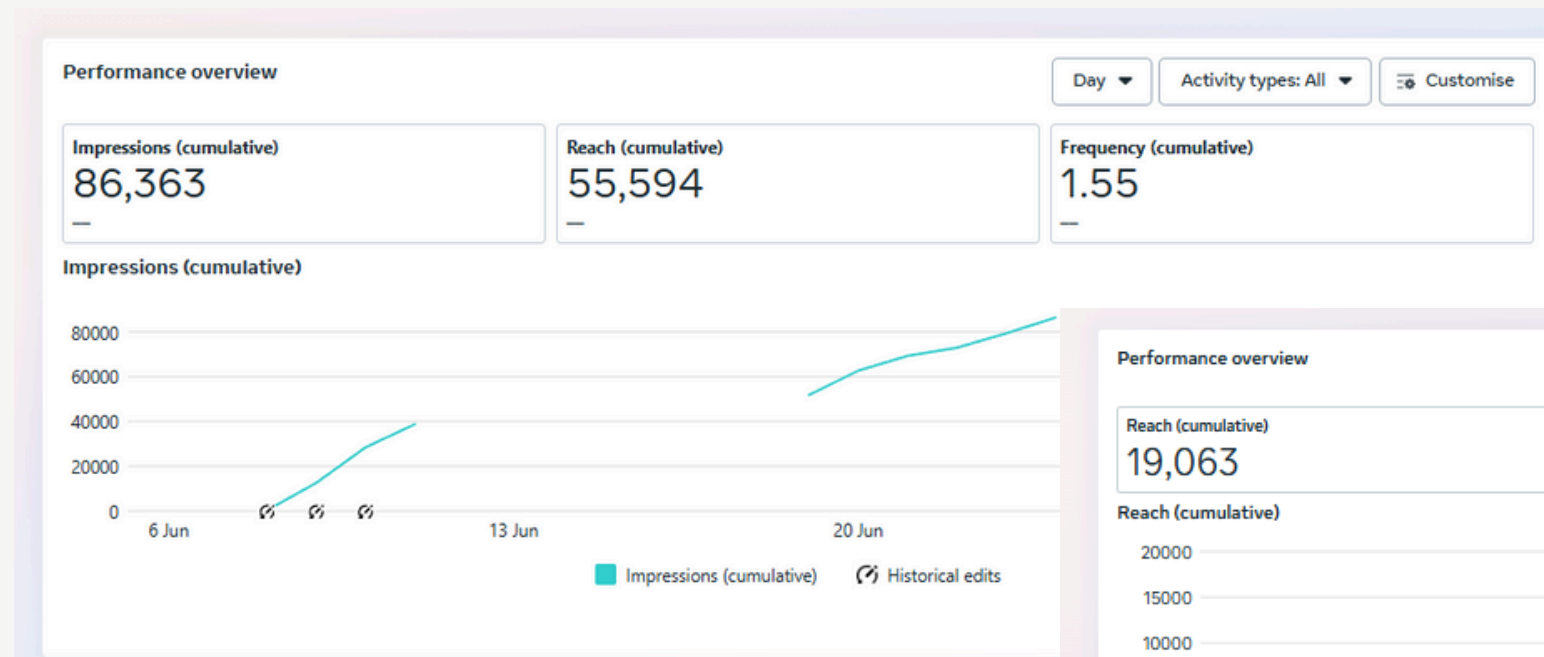 Performance overview
Day
Activity types: All
Customise
Impressions (cumulative)
86,363
—
Reach (cumulative)
55,594
—
Frequency (cumulative)
1.55
—
Impressions (cumulative)
80000
60000
40000
20000
0
6 Jun
13 Jun
20 Jun
Impressions (cumulative)
Historical edits
Performance overview
Reach (cumulative)
19,063
Reach (cumulative)
20000
15000
10000